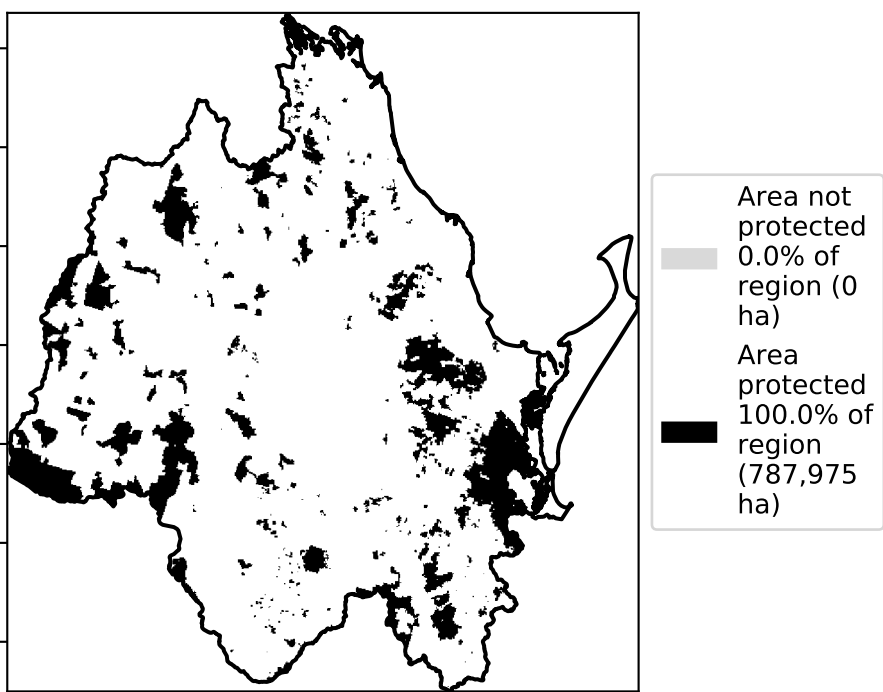 Area not
protected
0.0% of
region (0
ha)
Area
protected
100.0% of
region
(787,975
ha)